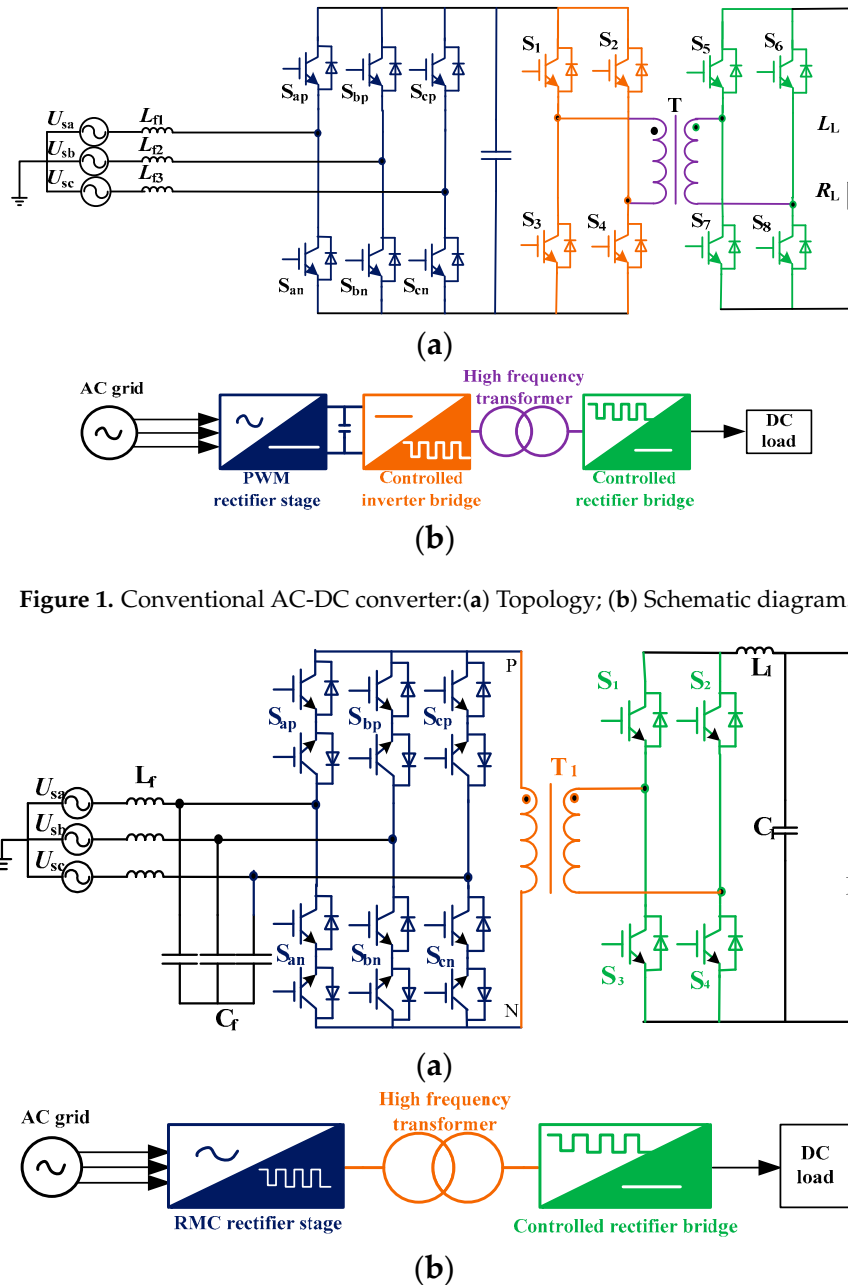 S1 S2 S5 S6
Sap Sbp Scp
T
Usa Lf1
Usb Lf2
Usc Lf3
LL
RL
S3 S4 S7 S8
San Sbn Scn
(a)
AC grid
High frequency
transformer
DC
load
PWM
rectifier stage
Controlled
inverter bridge
Controlled
rectifier bridge
(b)
Figure 1. Conventional AC-DC converter:(a) Topology; (b) Schematic diagram
P
L1
S1 S2
Sap Sbp Scp
T1
Lf
Usa
Usb
Usc
C1
San Sbn Scn
S3 S4
Cf
N
(a)
AC grid
High frequency
transformer
DC
load
RMC rectifier stage
Controlled rectifier bridge
(b)